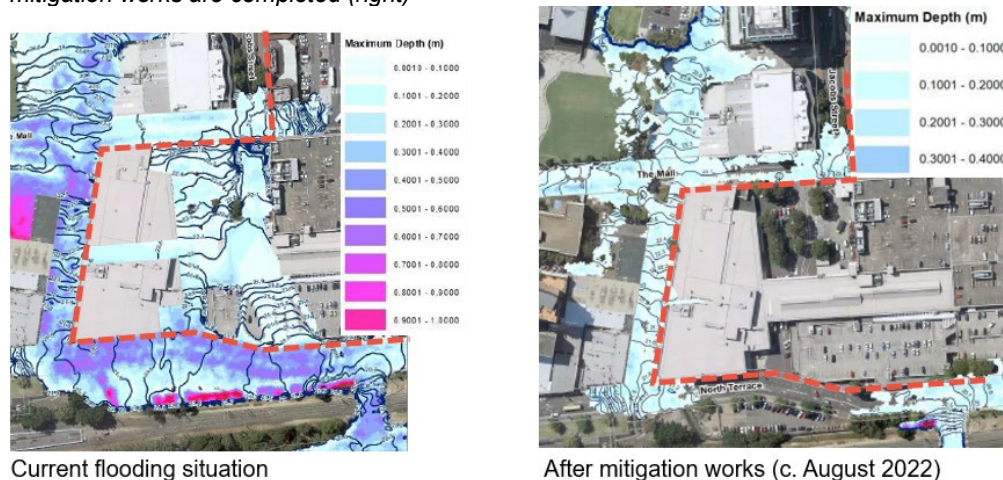 mitigation works are completed (right)
Maximum Depth (m)
0.0010 - 0.1000
0.1001 - 0.2000
0.2001 - 0.3000
0.3001 - 0.4000
0.4001 - 0.5000
0.5001 - 0.6000
0.6001 - 0.7000
0.7001 - 0.8000
0.8001 - 0.9000
0.9001 - 1.0000
e Mall
Current flooding situation
Maximum Depth (m)
0.0010 - 0.1000
0.1001 - 0.2000
0.2001 - 0.3000
0.3001 - 0.4000
Jacobs Street
The Mall
North Terrace
After mitigation works (c. August 2022)